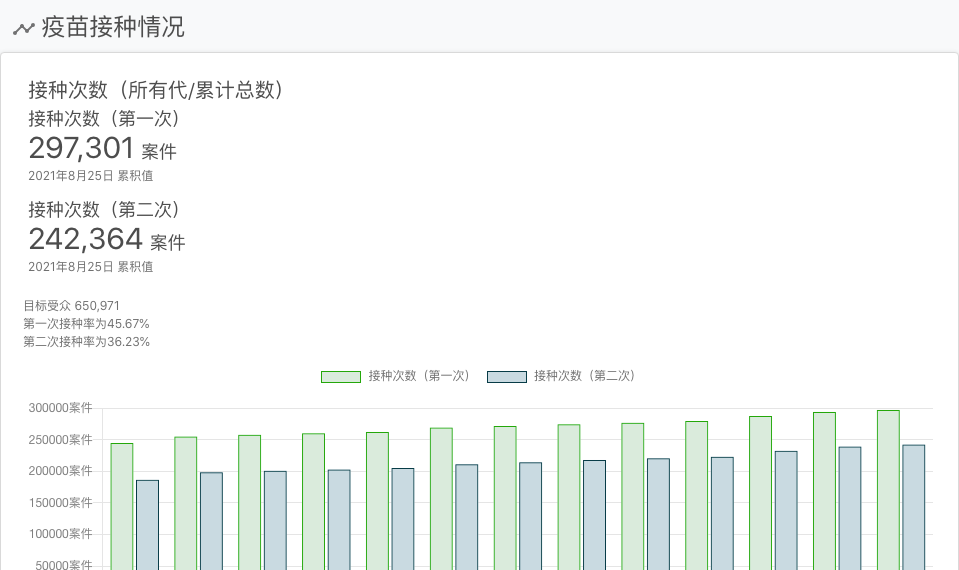 疫苗接种情况
接种次数（所有代/累计总数）
接种次数（第一次）
297,301 案件
2021年8月25日 累积值
接种次数（第二次）
242,364 案件
2021年8月25日 累积值
目标受众 650,971
第一次接种率为45.67%
第二次接种率为36.23%
接种次数（第一次） 接种次数（第二次）
300000案件
250000案件
200000案件
150000案件
100000案件
50000案件